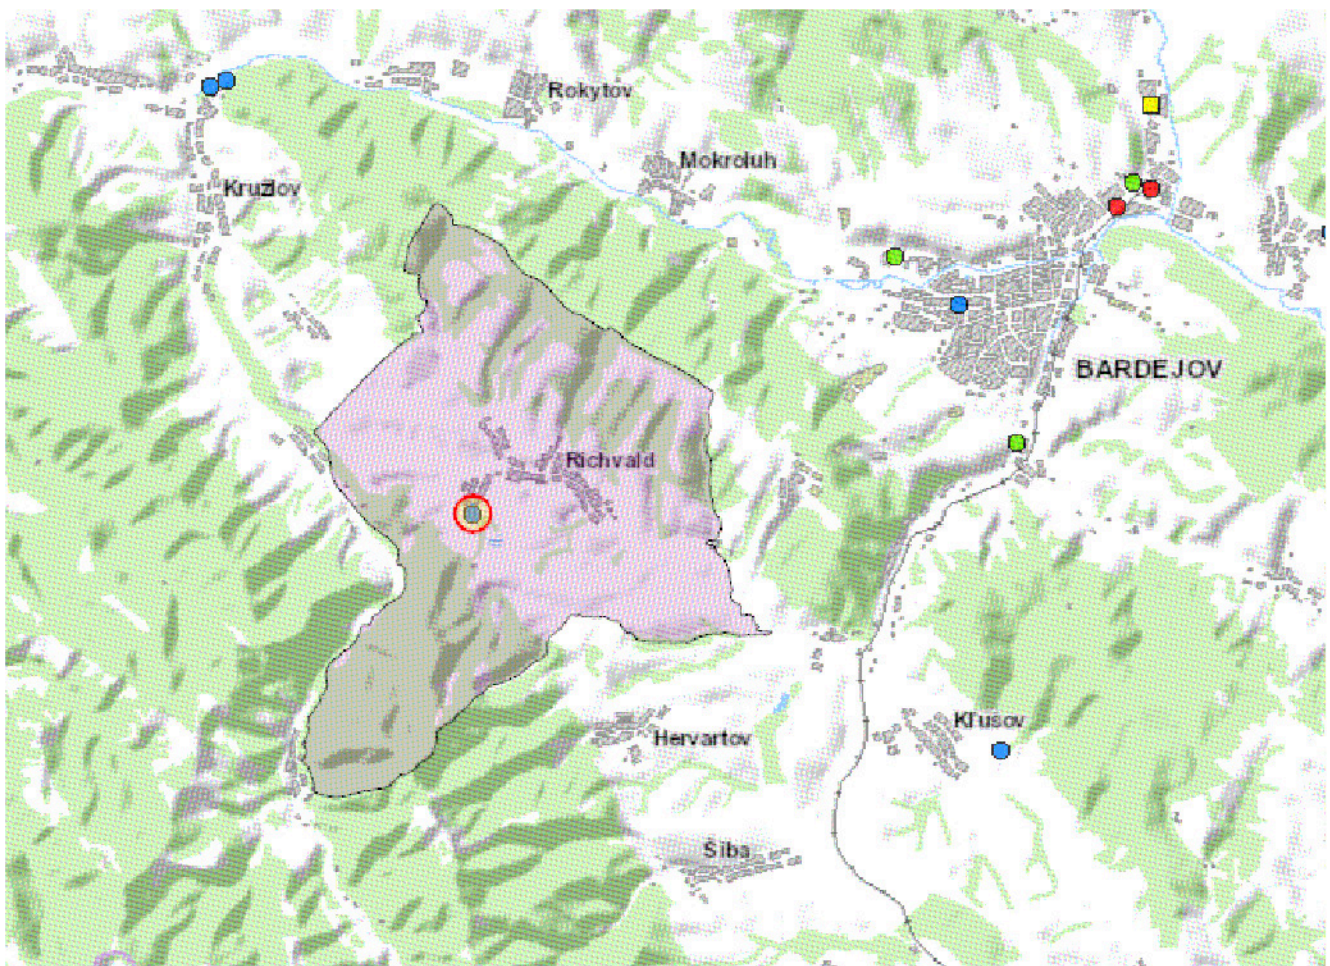 Rokytov
Mokroluh
Kružlov
BARDEJOV
Richvald
Kľušov
Hervartov
Šiba